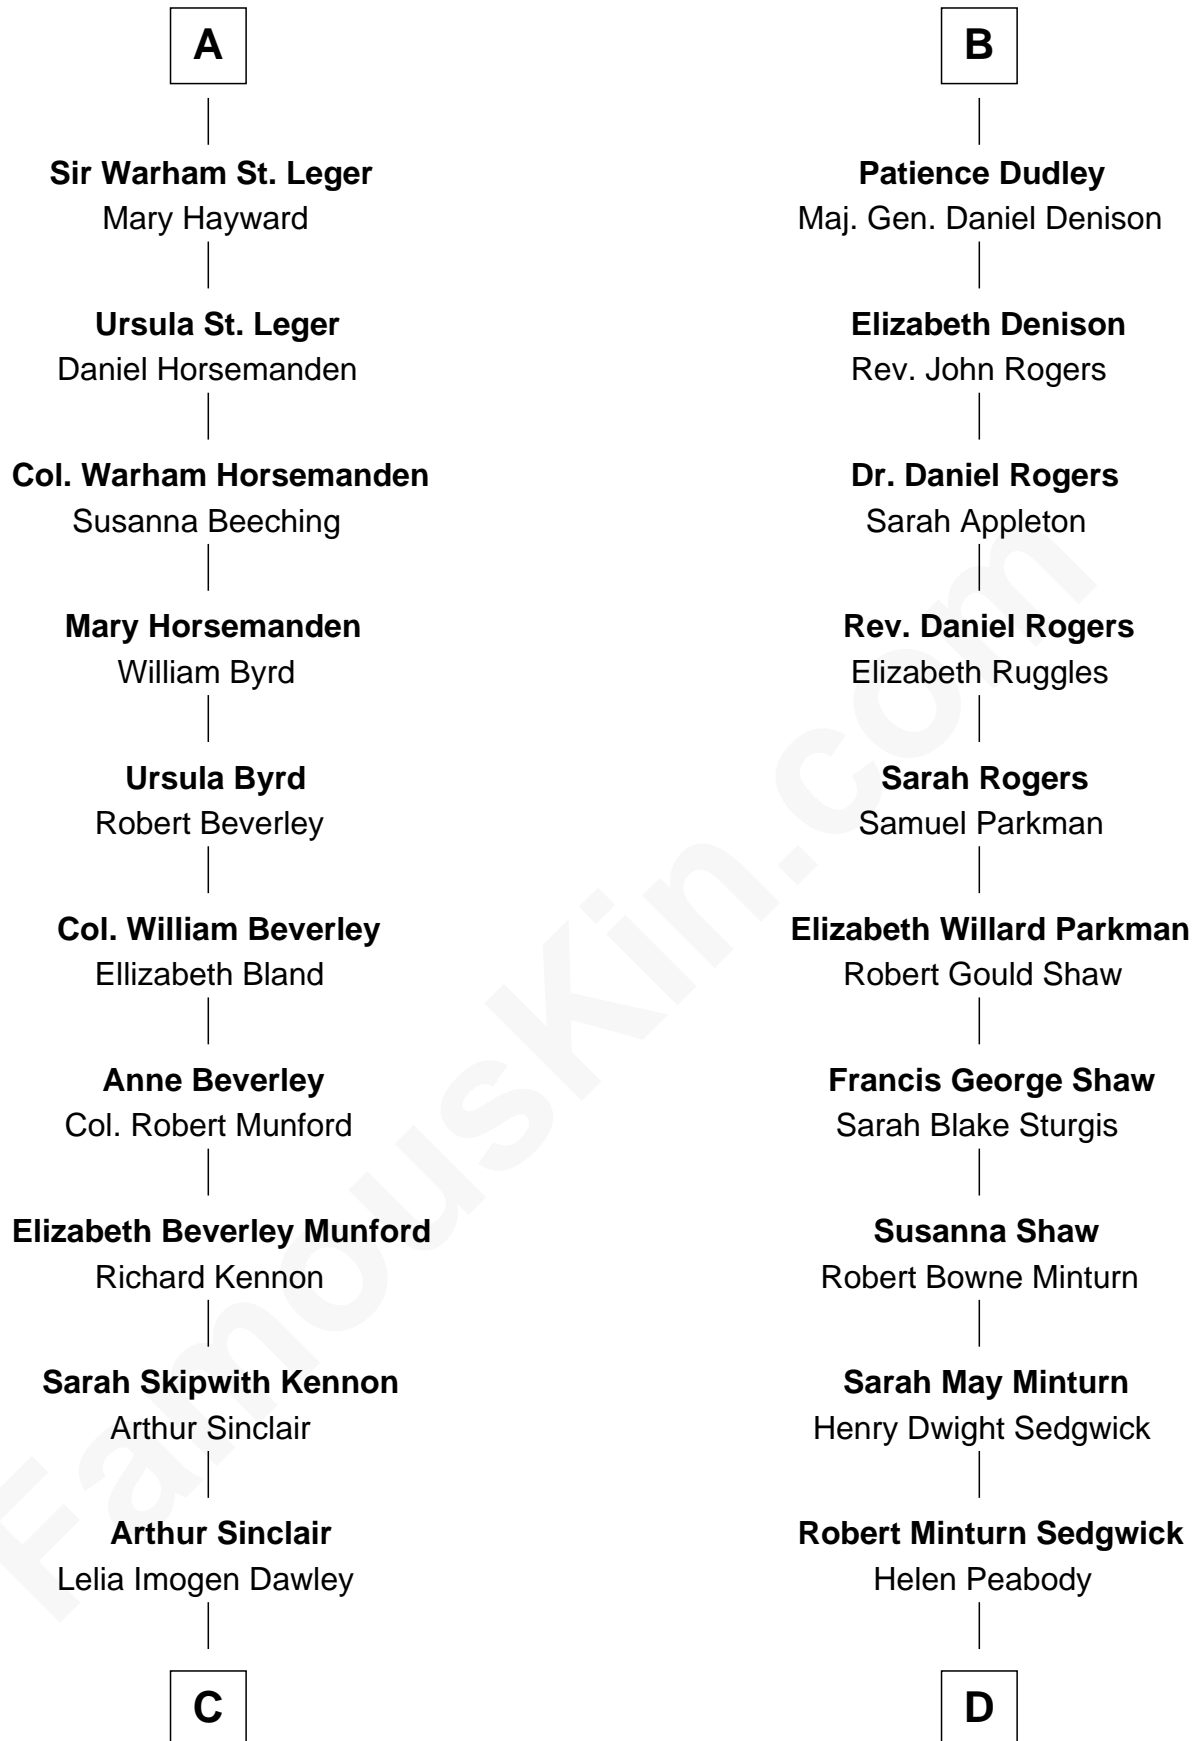 A
Sir Warham St. Leger
Mary Hayward
Ursula St. Leger
Daniel Horsemanden
Col. Warham Horsemanden
Susanna Beeching
Mary Horsemanden
William Byrd
Ursula Byrd
Robert Beverley
Col. William Beverley
Ellizabeth Bland
Anne Beverley
Col. Robert Munford
Elizabeth Beverley Munford
Richard Kennon
Sarah Skipwith Kennon
Arthur Sinclair
Arthur Sinclair
Lelia Imogen Dawley
C
B
Patience Dudley
Maj. Gen. Daniel Denison
Elizabeth Denison
Rev. John Rogers
Dr. Daniel Rogers
Sarah Appleton
Rev. Daniel Rogers
Elizabeth Ruggles
Sarah Rogers
Samuel Parkman
Elizabeth Willard Parkman
Robert Gould Shaw
Francis George Shaw
Sarah Blake Sturgis
Susanna Shaw
Robert Bowne Minturn
Sarah May Minturn
Henry Dwight Sedgwick
Robert Minturn Sedgwick
Helen Peabody
D
FamousKin.com